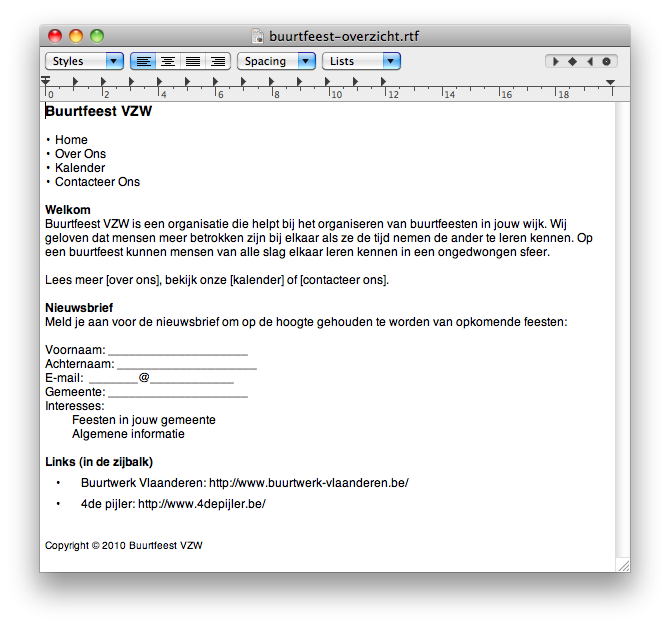 buurtfeest-overzicht.rtf
Styles Spacing Lists
0 2 4 6 8 10 12 14 16 18
Buurtfeest VZW
• Home
• Over Ons
• Kalender
• Contacteer Ons
Welkom
Buurtfeest VZW is een organisatie die helpt bij het organiseren van buurtfeesten in jouw wijk. Wij
geloven dat mensen meer betrokken zijn bij elkaar als ze de tijd nemen de ander te leren kennen. Op
een buurtfeest kunnen mensen van alle slag elkaar leren kennen in een ongedwongen sfeer.
Lees meer [over ons], bekijk onze [kalender] of [contacteer ons].
Nieuwsbrief
Meld je aan voor de nieuwsbrief om op de hoogte gehouden te worden van opkomende feesten:
Voornaam: _____________________
Achternaam: _____________________
E-mail: ________@_____________
Gemeente: _____________________
Interesses:
Feesten in jouw gemeente
Algemene informatie
Links (in de zijbalk)
• Buurtwerk Vlaanderen: http://www.buurtwerk-vlaanderen.be/
• 4de pijler: http://www.4depijler.be/
Copyright © 2010 Buurtfeest VZW